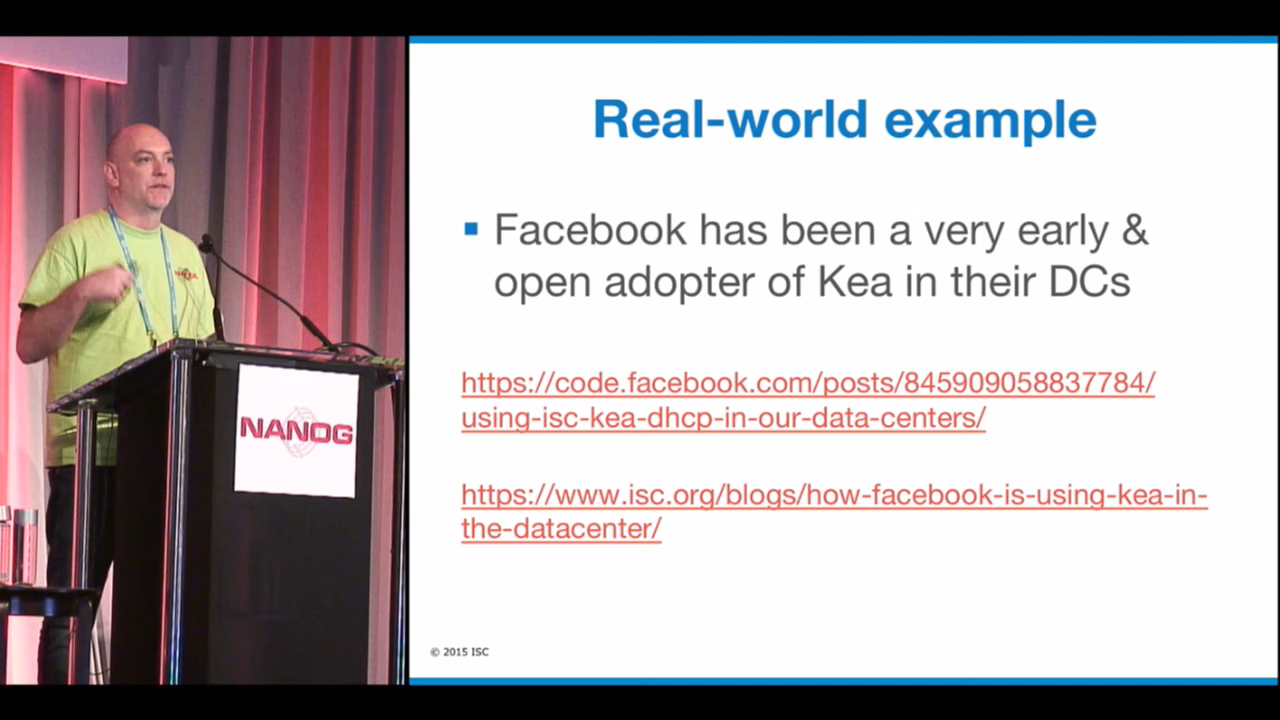 Real-world example
Facebook has been a very early &
open adopter of Kea in their DCs
https://code.facebook.com/posts/845909058837784/
using-isc-kea-dhcp-in-our-data-centers/
https://www.isc.org/blogs/how-facebook-is-using-kea-in-
the-datacenter/
© 2015 ISC
NANOG
NANOG